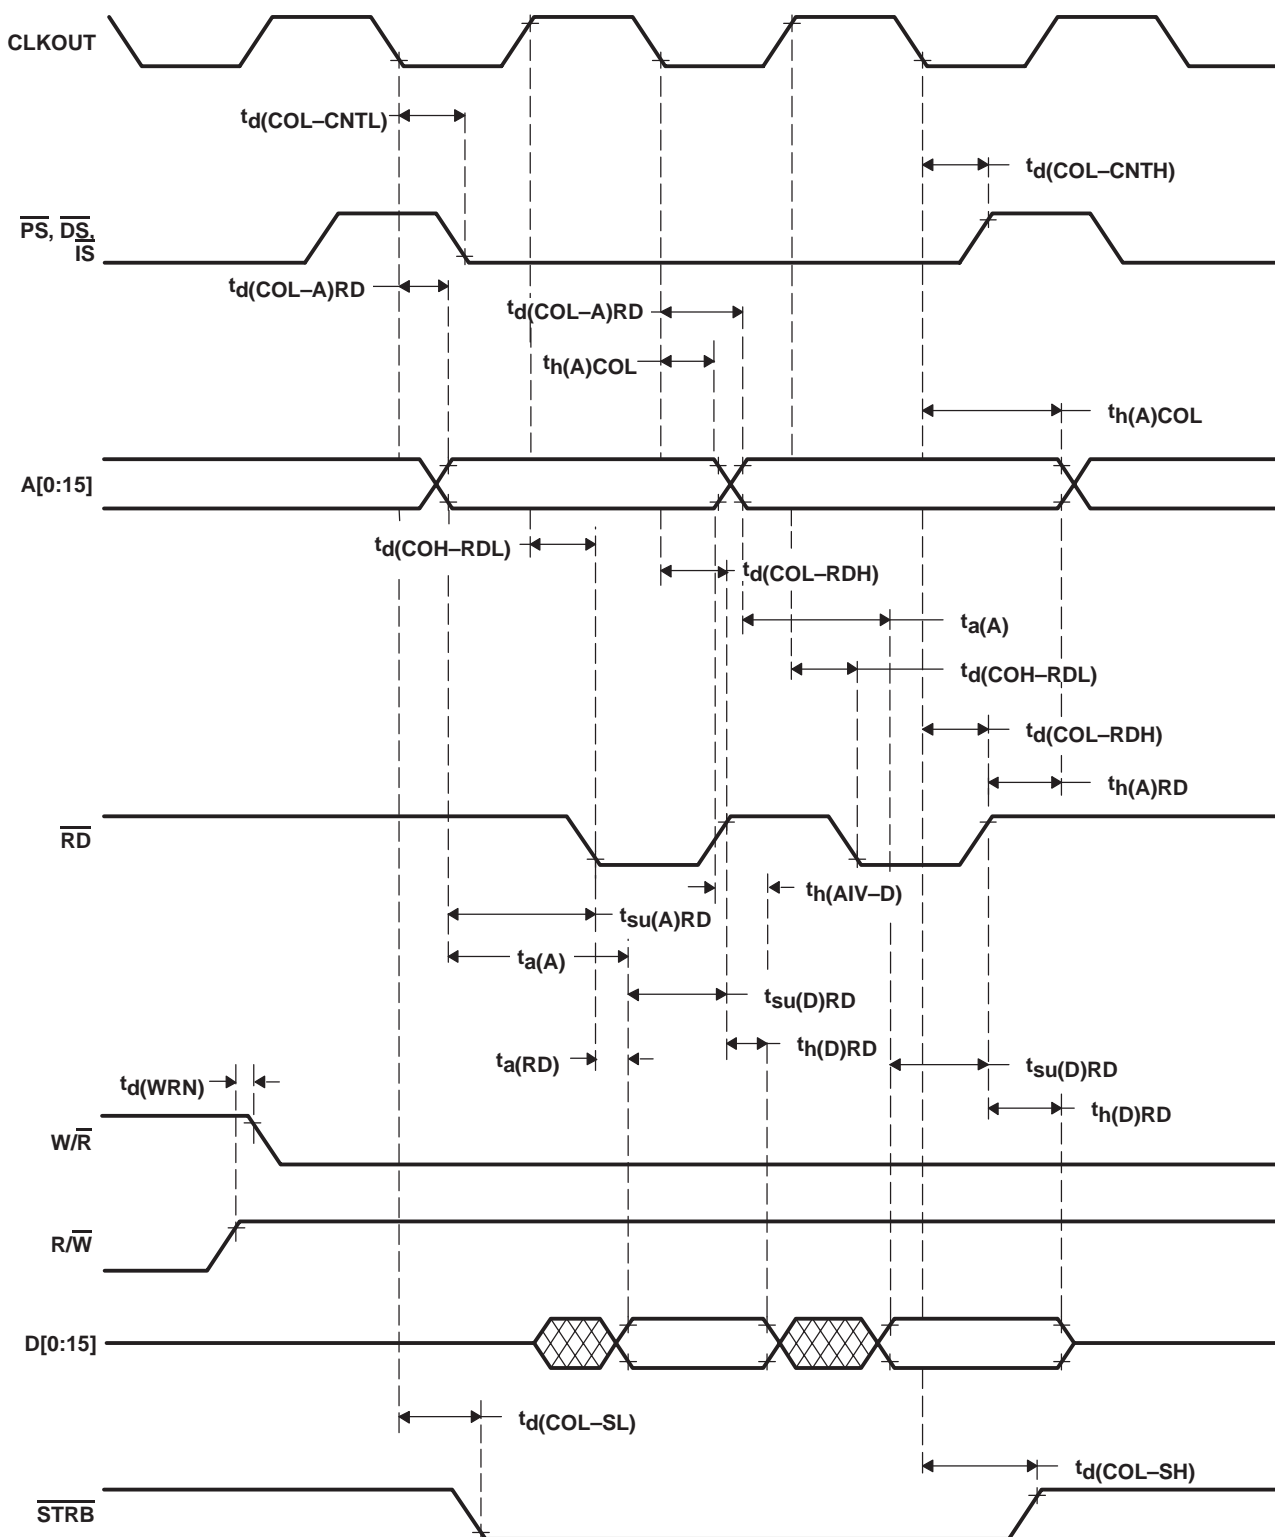 CLKOUT
td(COL–CNTL)
td(COL–CNTH)
PS, DS,
IS
td(COL–A)RD
td(COL–A)RD
th(A)COL
th(A)COL
A[0:15]
td(COH–RDL)
td(COL–RDH)
ta(A)
td(COH–RDL)
td(COL–RDH)
th(A)RD
RD
th(AIV–D)
tsu(A)RD
ta(A)
tsu(D)RD
th(D)RD
ta(RD)
tsu(D)RD
td(WRN)
th(D)RD
W/R
R/W
D[0:15]
td(COL–SL)
td(COL–SH)
STRB